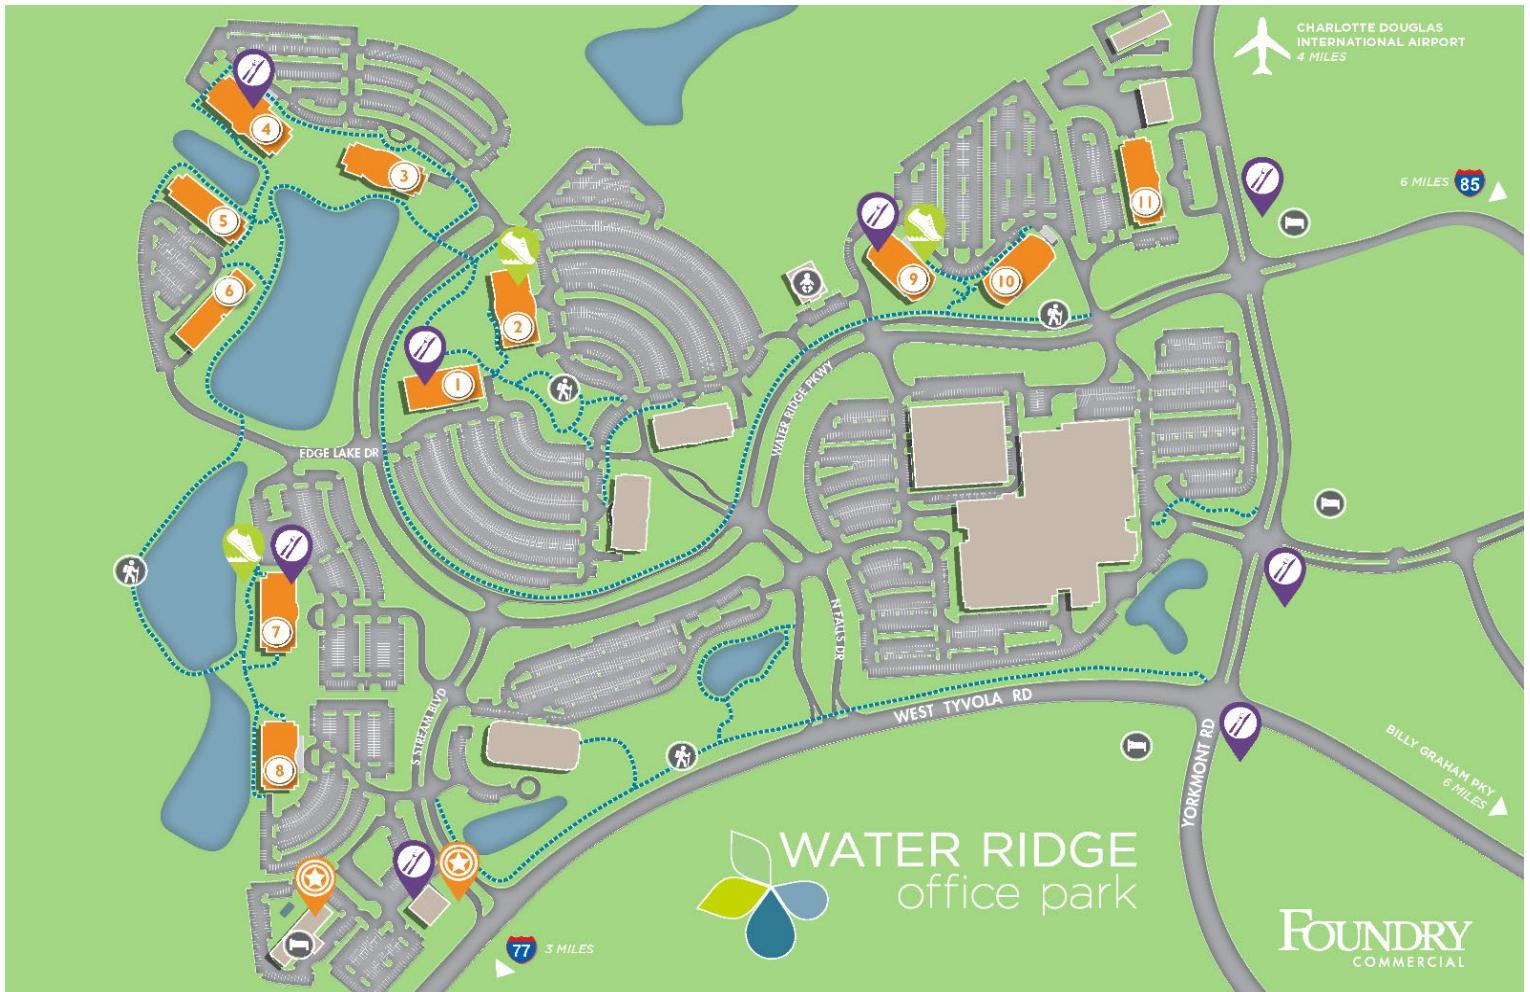 CHARLOTTE DOUGLAS
INTERNATIONAL AIRPORT
4 MILES
4
3
11
6 MILES 85
5
9
10
6
2
WATER RIDGE PKWY
1
EDGE LAKE DR
7
N FALLS DR
S STREAM BLVD
WEST TYVOLA RD
8
YORKMONT RD
BILLY GRAHAM PKY
6 MILES
WATER RIDGE
office park
77 3 MILES
FOUNDRY
COMMERCIAL